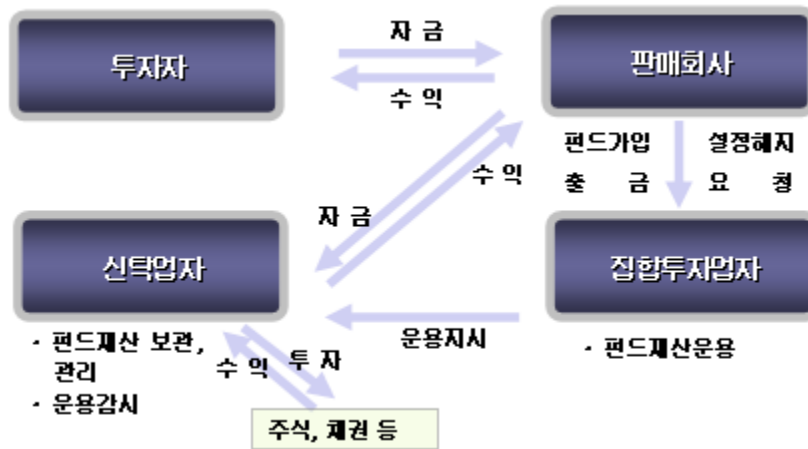 자 금
투자자
판매회사
수 익
펀드가입 설정해지
출 금 요 청
수 익
자 금
신탁업자
집합투자업자
운용지시
· 펀드재산 보관,
관리
· 운용감시
수 익
투 자
· 펀드재산운용
주식, 채권 등